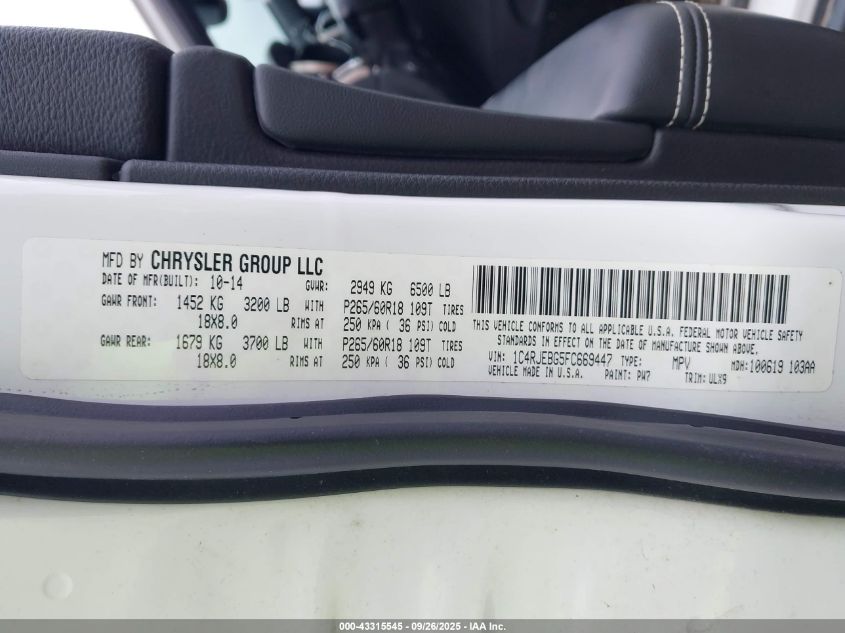 MFD BY CHRYSLER GROUP LLC
DATE OF MFR(BUILT): 10-14 GVWR: 2949 KG 6500 LB
GAWR FRONT: 1452 KG 3200 LB WITH P265/60R18 109T TIRES
18X8.0 RIMS AT 250 KPA ( 36 PSI) COLD
GAWR REAR: 1679 KG 3700 LB WITH P265/60R18 109T TIRES
18X8.0 RIMS AT 250 KPA ( 36 PSI) COLD
THIS VEHICLE CONFORMS TO ALL APPLICABLE U.S.A. FEDERAL MOTOR VEHICLE SAFETY
STANDARDS IN EFFECT ON THE DATE OF MANUFACTURE SHOWN ABOVE.
VIN: 1C4RJEBG5FC669447 TYPE: MPV MDH:100619 103AA
VEHICLE MADE IN U.S.A. PAINT: PW7 TRIM: ULX9
000-43315545 - 09/26/2025 - IAA Inc.